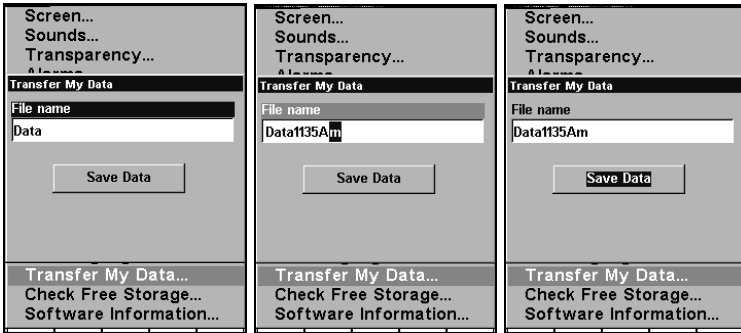 Screen...
Sounds...
Transparency...
Alarms...
Transfer My Data
File name
Data
Save Data
Transfer My Data...
Check Free Storage...
Software Information...
Screen...
Sounds...
Transparency...
Alarms...
Transfer My Data
File name
Data1135Am
Save Data
Transfer My Data...
Check Free Storage...
Software Information...
Screen...
Sounds...
Transparency...
Alarms...
Transfer My Data
File name
Data1135Am
Save Data
Transfer My Data...
Check Free Storage...
Software Information...